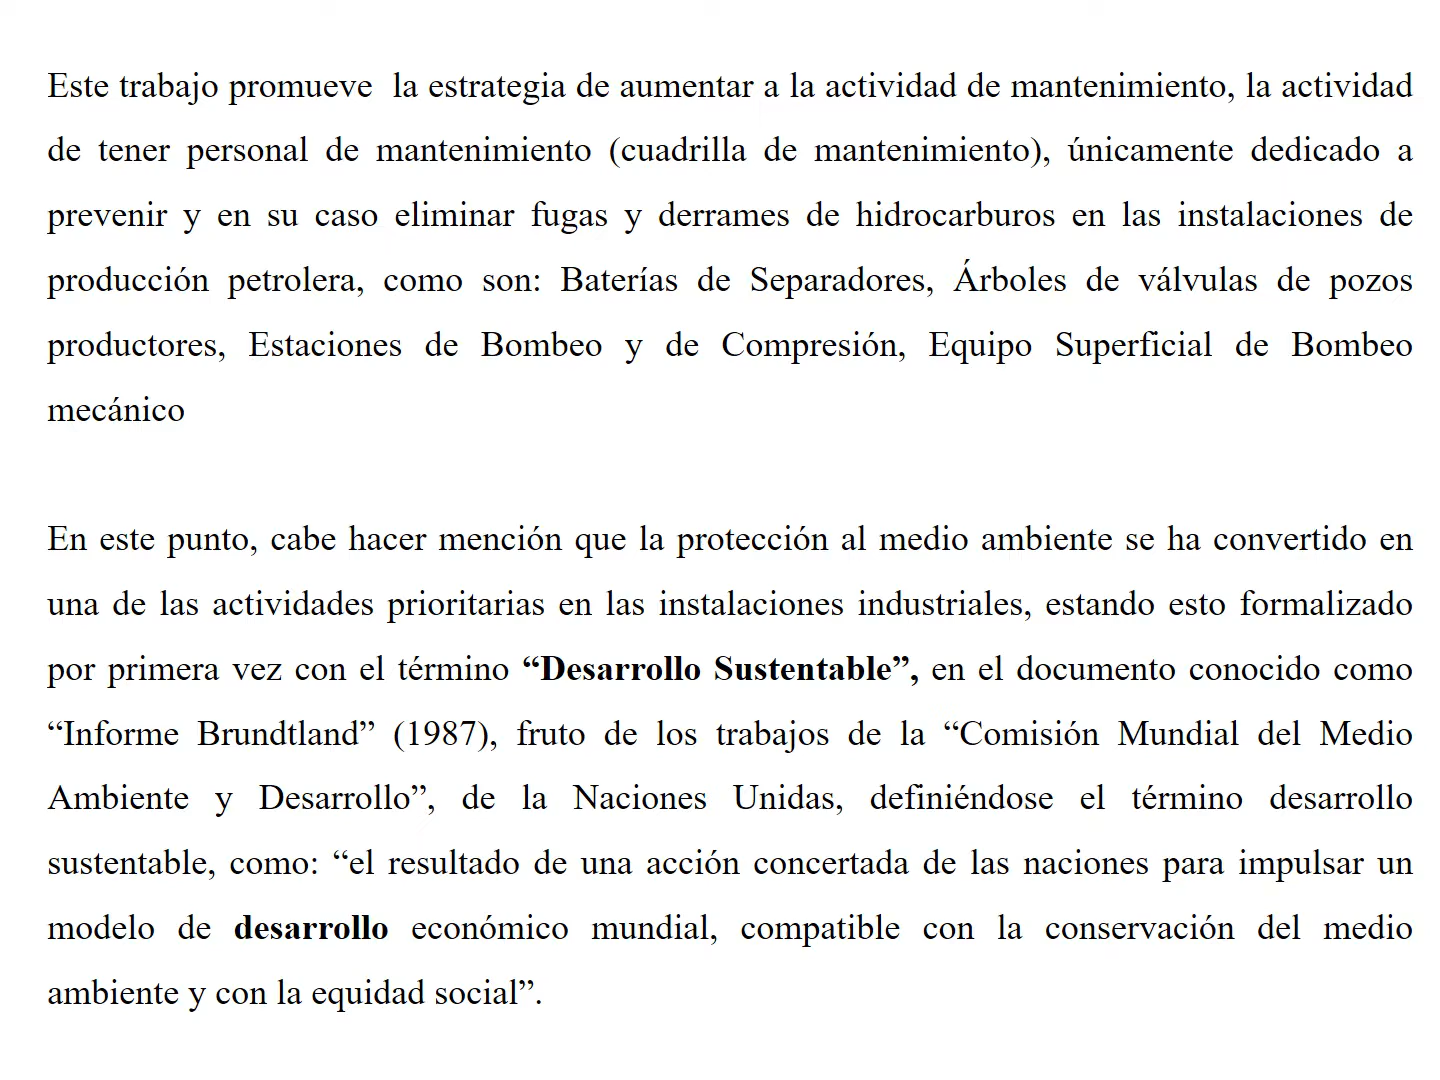 Este trabajo promueve  la estrategia de aumentar a la actividad de mantenimiento, la actividad
de tener personal de mantenimiento (cuadrilla de mantenimiento), únicamente dedicado a
prevenir y en su caso eliminar fugas y derrames de hidrocarburos en las instalaciones de
producción petrolera, como son: Baterías de Separadores, Árboles de válvulas de pozos
productores, Estaciones de Bombeo y de Compresión, Equipo Superficial de Bombeo
mecánico
En este punto, cabe hacer mención que la protección al medio ambiente se ha convertido en
una de las actividades prioritarias en las instalaciones industriales, estando esto formalizado
por primera vez con el término “Desarrollo Sustentable”, en el documento conocido como
“Informe Brundtland” (1987), fruto de los trabajos de la “Comisión Mundial del Medio
Ambiente y Desarrollo”, de la Naciones Unidas, definiéndose el término desarrollo
sustentable, como: “el resultado de una acción concertada de las naciones para impulsar un
modelo de desarrollo económico mundial, compatible con la conservación del medio
ambiente y con la equidad social”.